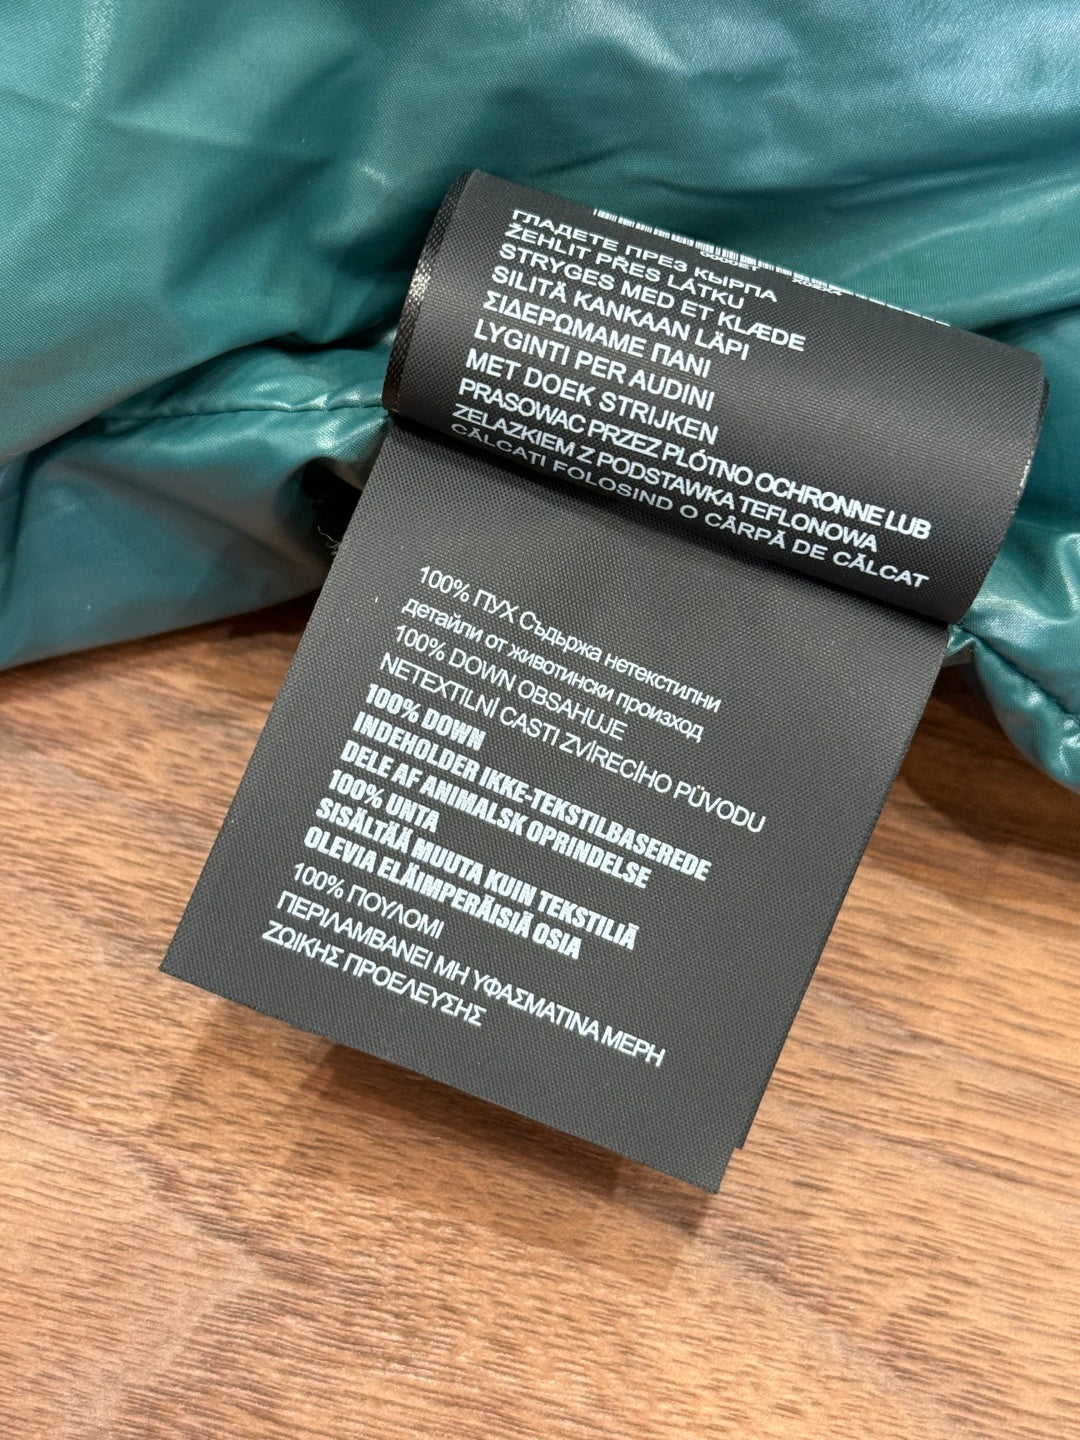 ГЛАДЕТЕ ПРЕЗ КЪРПА
ŽEHLIT PŘES LÁTKU
STRYGES MED ET KLÆDE
SILITÄ KANKAAN LÄPI
ΣΙΔΕΡΩΜΑΜΕ ΠΑΝΙ
LYGINTI PER AUDINI
MET DOEK STRIJKEN
PRASOWAC PRZEZ PLÓTNO OCHRONNE LUB
ZELAZKIEM Z PODSTAWKA TEFLONOWA
CĂLCATI FOLOSIND O CÂRPĂ DE CĂLCAT
100% ПУХ Съдържа нетекстилни
детайли от животински произход
100% DOWN OBSAHUJE
NETEXTILNÍ CASTI ZVÍRECÍHO PŮVODU
100% DOWN
INDEHOLDER IKKE-TEKSTILBASEREDE
DELE AF ANIMALSK OPRINDELSE
100% UNTA
SISÄLTÄÄ MUUTA KUIN TEKSTILIÄ
OLEVIA ELÄIMPERÄISIÄ OSIA
100% ΠΟΥΛΟΜΙ
ΠΕΡΙΛΑΜΒΑΝΕΙ ΜΗ ΥΦΑΣΜΑΤΙΝΑ ΜΕΡΗ
ΖΩΙΚΗΣ ΠΡΟΕΛΕΥΣΗΣ